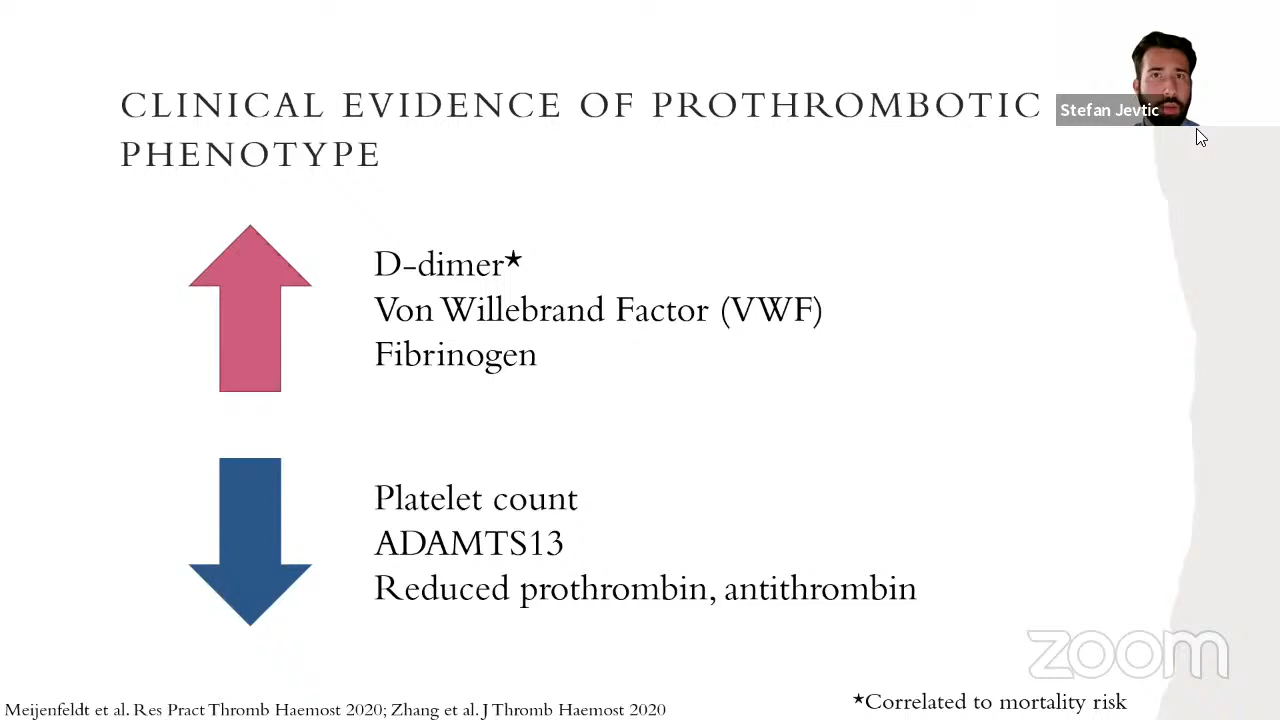 CLINICAL EVIDENCE OF PROTHROMBOTIC
PHENOTYPE
Stefan Jevtic
D-dimer★
Von Willebrand Factor (VWF)
Fibrinogen
Platelet count
ADAMTS13
Reduced prothrombin, antithrombin
zoom
★Correlated to mortality risk
Meijenfeldt et al. Res Pract Thromb Haemost 2020; Zhang et al. J Thromb Haemost 2020